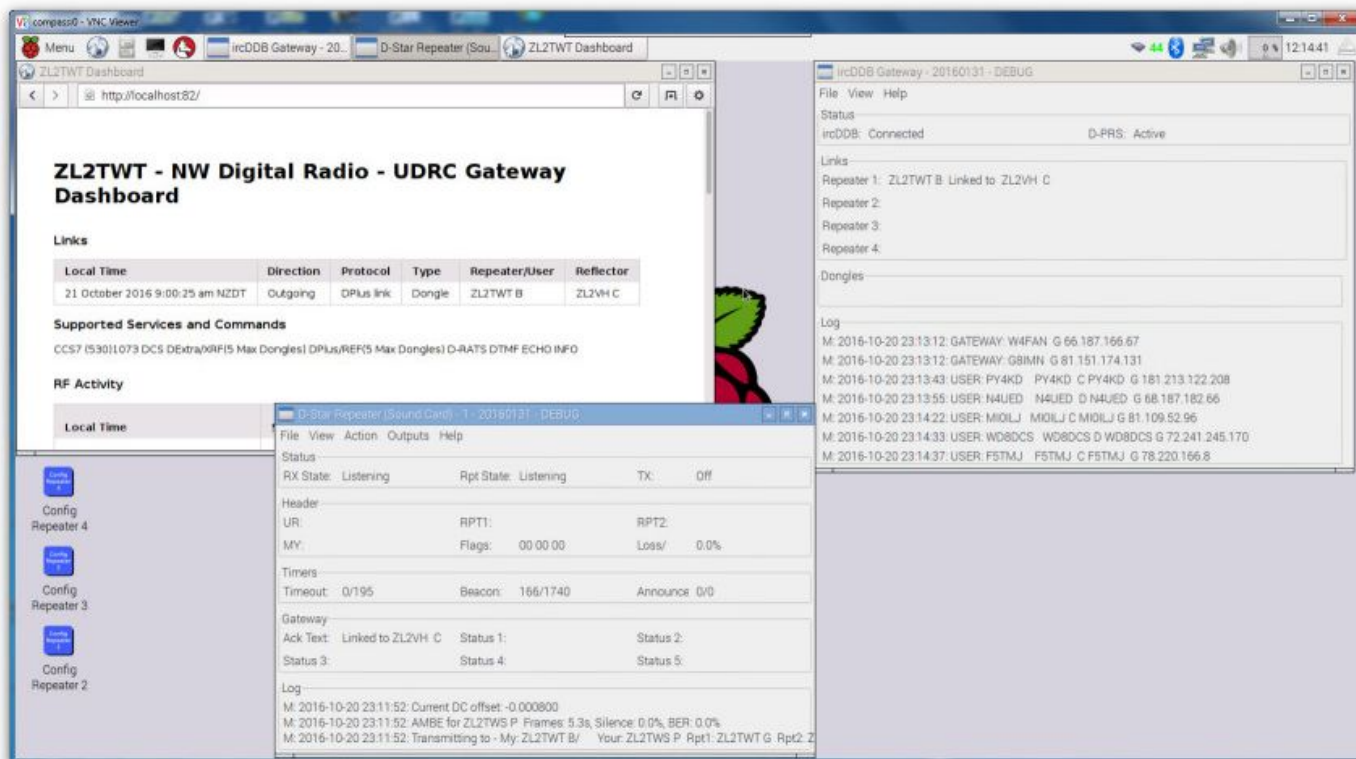 compass0 - VNC Viewer
Menu
ircDDB Gateway - 20...
D-Star Repeater (Sou...
ZL2TWT Dashboard
44
0 %
12:14:41
ZL2TWT Dashboard
http://localhost:82/
ZL2TWT - NW Digital Radio - UDRC Gateway
Dashboard
Links
Local Time Direction Protocol Type Repeater/User Reflector
21 October 2016 9:00:25 am NZDT Outgoing DPlus link Dongle ZL2TWT B ZL2VH C
Supported Services and Commands
CCS7 (530)1073 DCS DExtra/XRF(5 Max Dongles) DPlus/REF(5 Max Dongles) D-RATS DTMF ECHO INFO
RF Activity
Local Time
ircDDB Gateway - 20160131 - DEBUG
File View Help
Status
ircDDB: Connected D-PRS: Active
Links
Repeater 1: ZL2TWT B Linked to ZL2VH C
Repeater 2:
Repeater 3:
Repeater 4:
Dongles
Log
M: 2016-10-20 23:13:12: GATEWAY: W4FAN G 66.187.166.67
M: 2016-10-20 23:13:12: GATEWAY: G8IMN G 81.151.174.131
M: 2016-10-20 23:13:43: USER: PY4KD PY4KD C PY4KD G 181.213.122.208
M: 2016-10-20 23:13:55: USER: N4UED N4UED D N4UED G 68.187.182.66
M: 2016-10-20 23:14:22: USER: MI0ILJ MI0ILJ C MI0ILJ G 81.109.52.96
M: 2016-10-20 23:14:33: USER: WD8DCS WD8DCS D WD8DCS G 72.241.245.170
M: 2016-10-20 23:14:37: USER: F5TMJ F5TMJ C F5TMJ G 78.220.166.8
D-Star Repeater (Sound Card) - 1 - 20160131 - DEBUG
File View Action Outputs Help
Status
RX State: Listening Rpt State: Listening TX: Off
Header
UR: RPT1: RPT2:
MY: Flags: 00 00 00 Loss/ 0.0%
Timers
Timeout: 0/195 Beacon: 166/1740 Announce 0/0
Gateway
Ack Text: Linked to ZL2VH C Status 1: Status 2:
Status 3: Status 4: Status 5:
Log
M: 2016-10-20 23:11:52: Current DC offset: -0.000800
M: 2016-10-20 23:11:52: AMBE for ZL2TWS P Frames: 5.3s, Silence: 0.0%, BER: 0.0%
M: 2016-10-20 23:11:52: Transmitting to - My: ZL2TWT B/ Your: ZL2TWS P Rpt1: ZL2TWT G Rpt2: Z
Config
Repeater 4
Config
Repeater 3
Config
Repeater 2